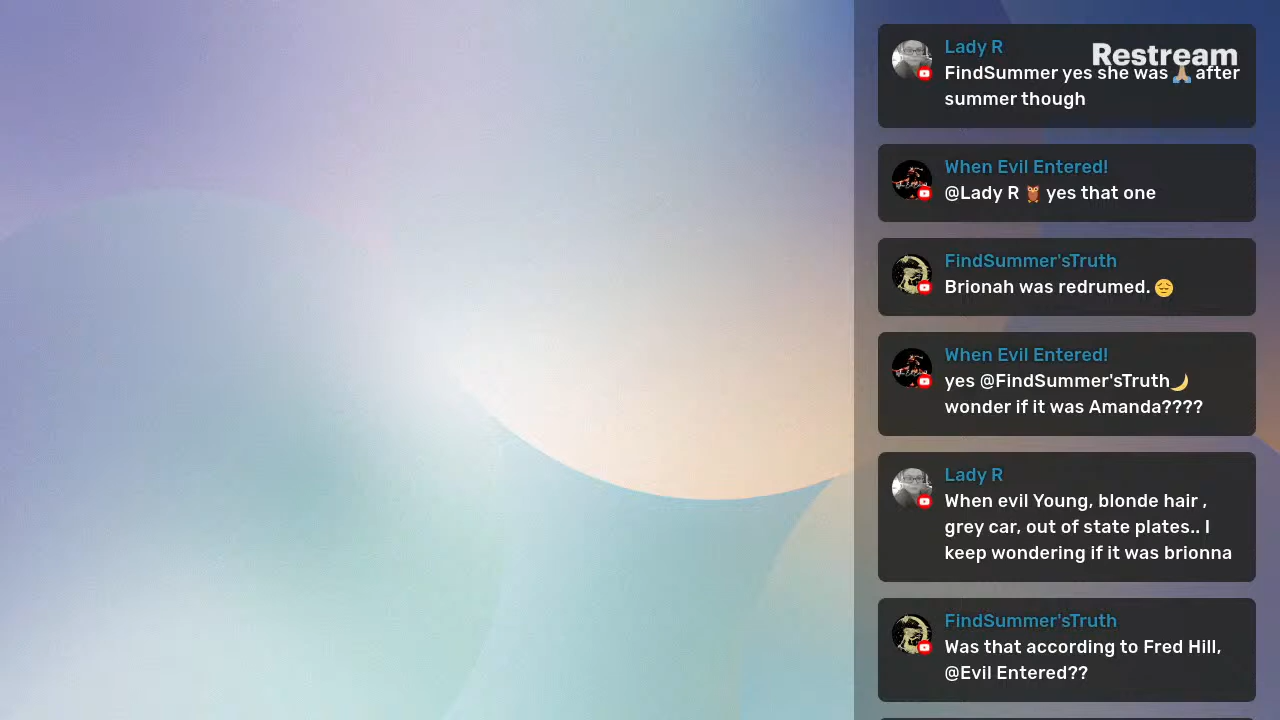 Restream
Lady R
FindSummer yes she was 🙏🏽 after
summer though
When Evil Entered!
@Lady R 🦉 yes that one
FindSummer'sTruth
Brionah was redrumed. 😔
When Evil Entered!
yes @FindSummer'sTruth🌙
wonder if it was Amanda????
Lady R
When evil Young, blonde hair ,
grey car, out of state plates.. I
keep wondering if it was brionna
FindSummer'sTruth
Was that according to Fred Hill,
@Evil Entered??